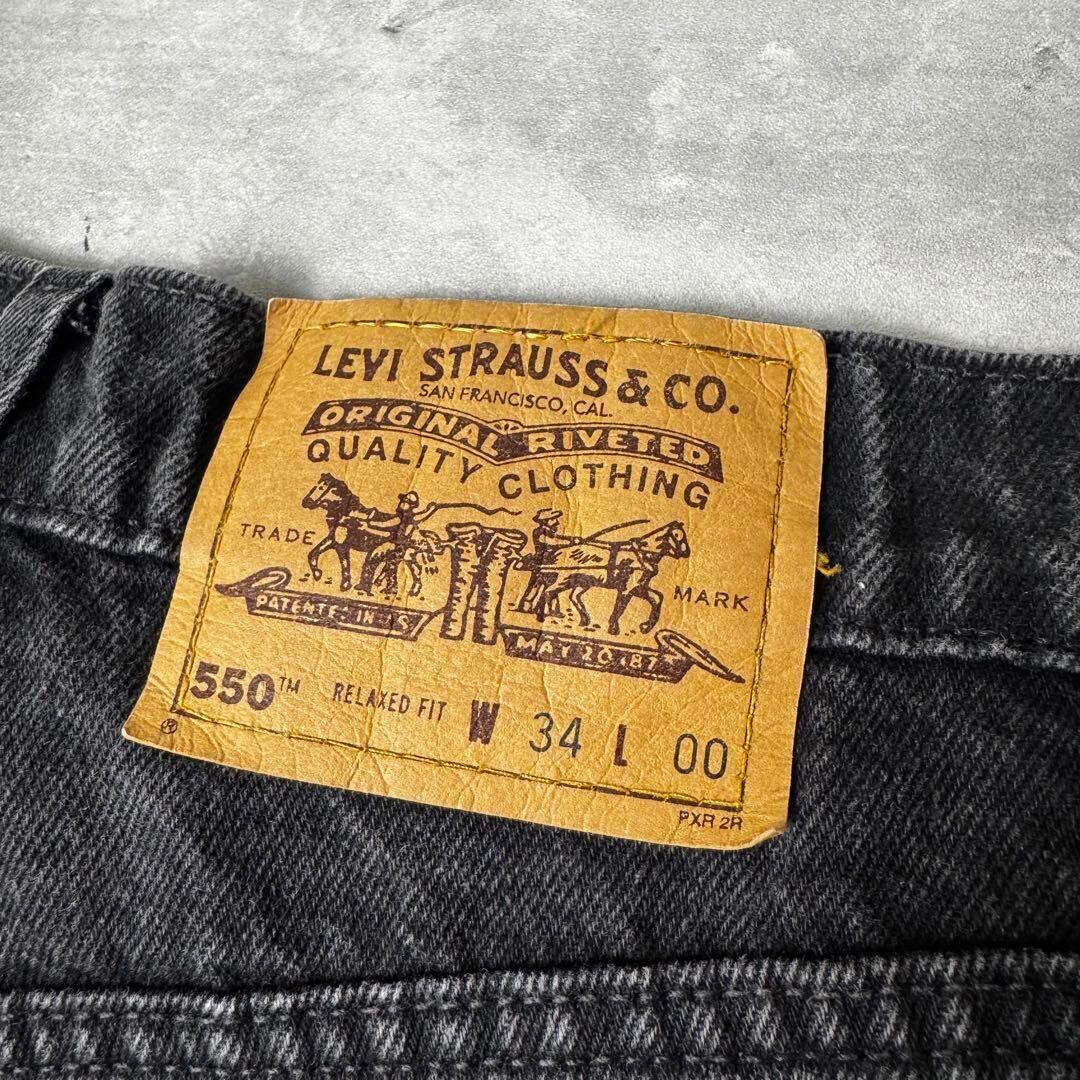 LEVI STRAUSS & CO.
SAN FRANCISCO, CAL.
ORIGINAL RIVETED
QUALITY CLOTHING
TRADE MARK
PATENTED IN U.S.
MAY 20 1873
550™ RELAXED FIT W 34 L 00
®
PXR 2R